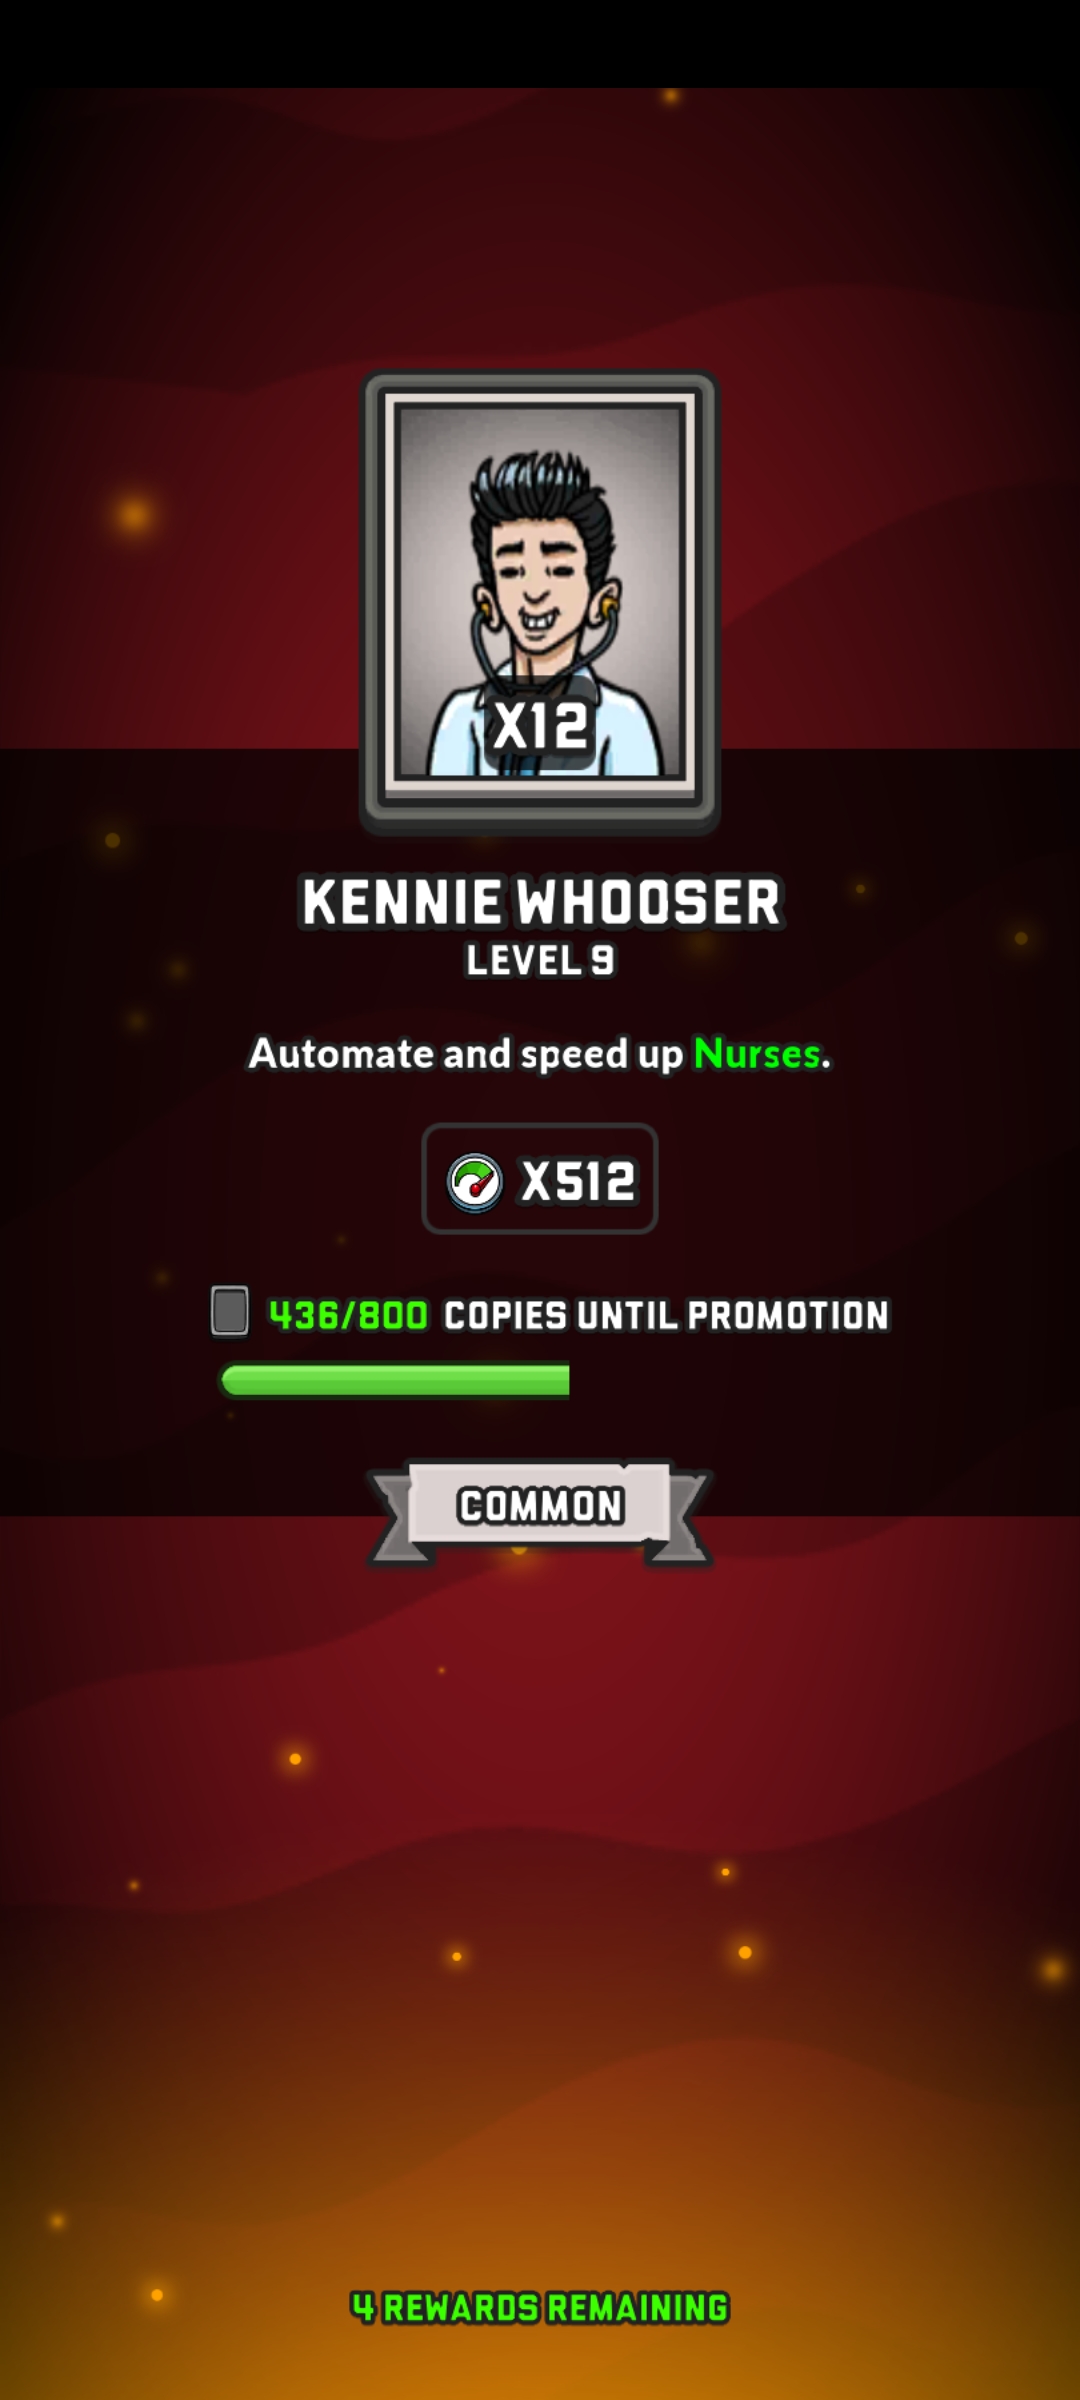 X12
KENNIE WHOOSER
LEVEL 9
Automate and speed up Nurses.
X512
436/800 COPIES UNTIL PROMOTION
COMMON
4 REWARDS REMAINING